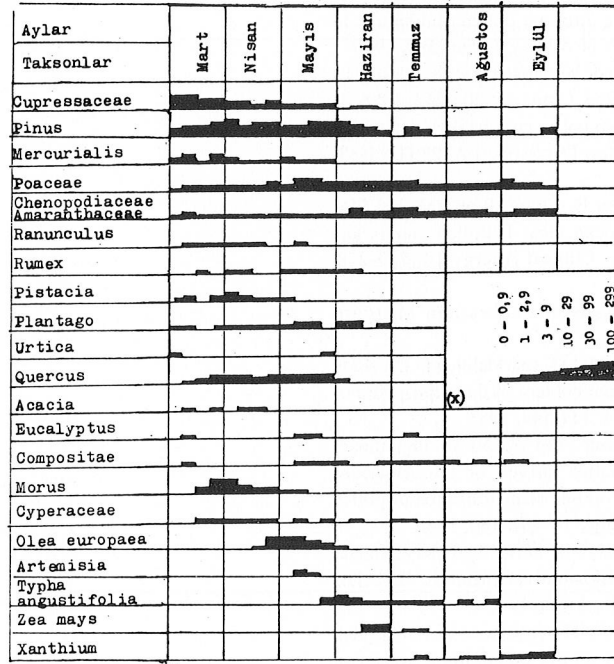 Aylar
Taksonlar
Mart
Nisan
Mayıs
Haziran
Temmuz
Ağustos
Eylül
Cupressaceae
Pinus
Mercurialis
Poaceae
Chenopodiaceae
Amaranthaceae
Ranunculus
Rumex
Pistacia
Plantago
Urtica
Quercus
Acacia
Eucalyptus
Compositae
Morus
Cyperaceae
Olea europaea
Artemisia
Typha
angustifolia
Zea mays
Xanthium
0 - 0,9
1 - 2,9
3 - 9
10 - 29
30 - 99
100 - 299
(x)